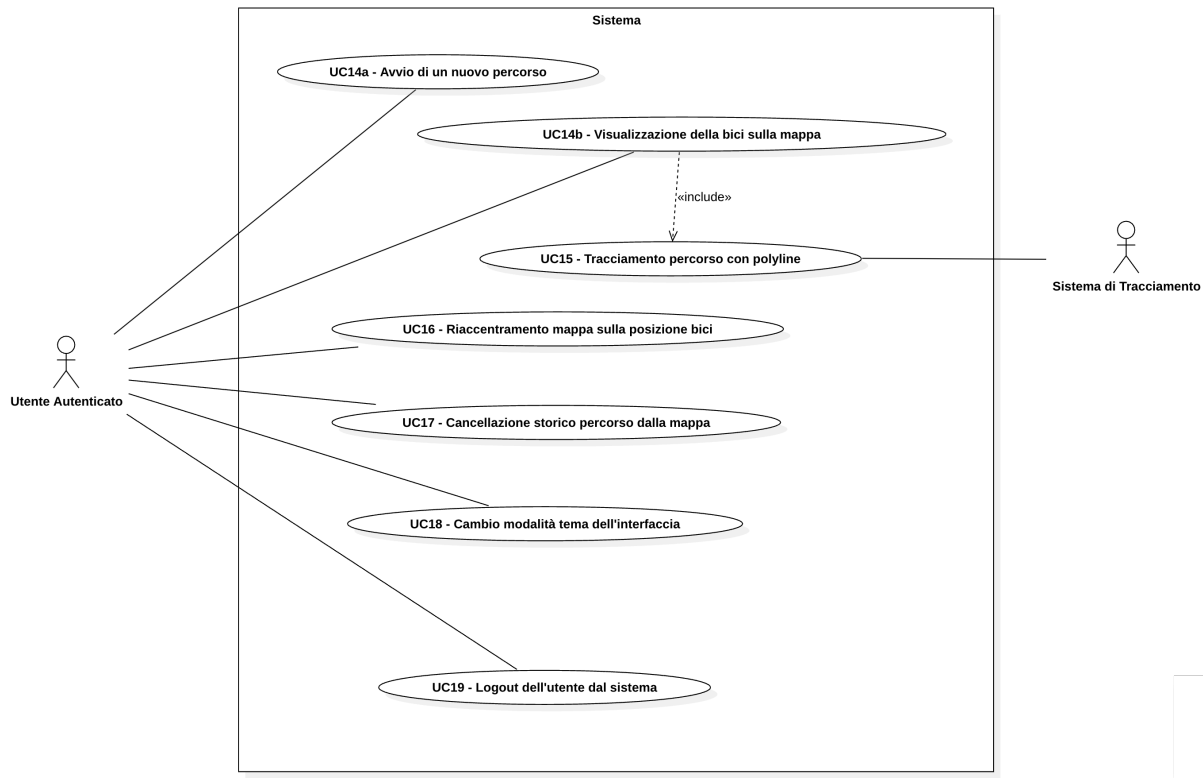 Sistema
UC14a - Avvio di un nuovo percorso
UC14b - Visualizzazione della bici sulla mappa
«include»
UC15 - Tracciamento percorso con polyline
Sistema di Tracciamento
UC16 - Riaccentramento mappa sulla posizione bici
Utente Autenticato
UC17 - Cancellazione storico percorso dalla mappa
UC18 - Cambio modalità tema dell'interfaccia
UC19 - Logout dell'utente dal sistema